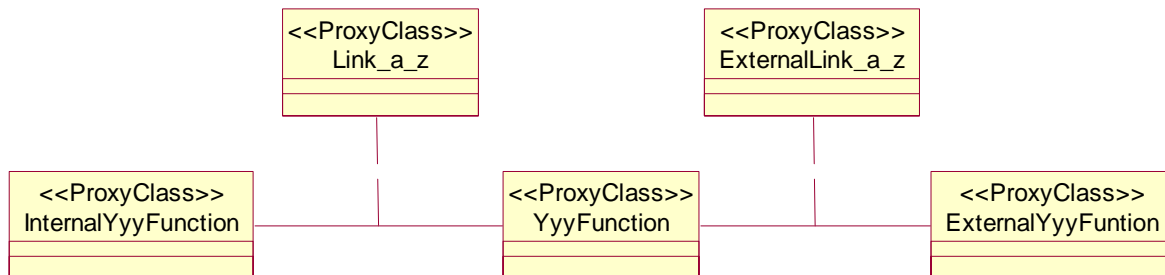 <<ProxyClass>>
Link_a_z
<<ProxyClass>>
ExternalLink_a_z
<<ProxyClass>>
InternalYyyFunction
<<ProxyClass>>
YyyFunction
<<ProxyClass>>
ExternalYyyFuntion